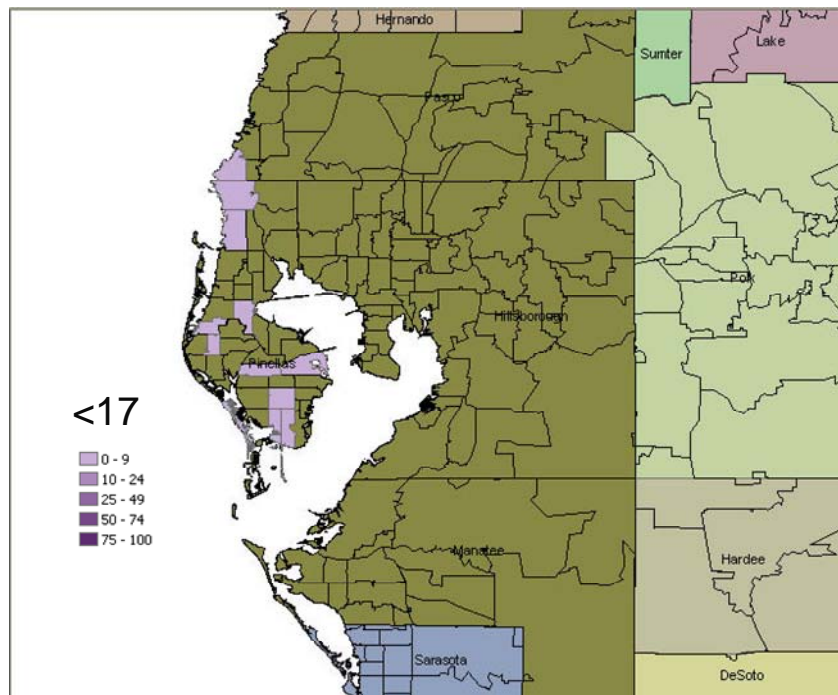 Hernando
Sumter
Lake
Pasco
Polk
Hillsborough
Pinellas
<17
0 - 9
10 - 24
25 - 49
50 - 74
75 - 100
Manatee
Hardee
Sarasota
DeSoto